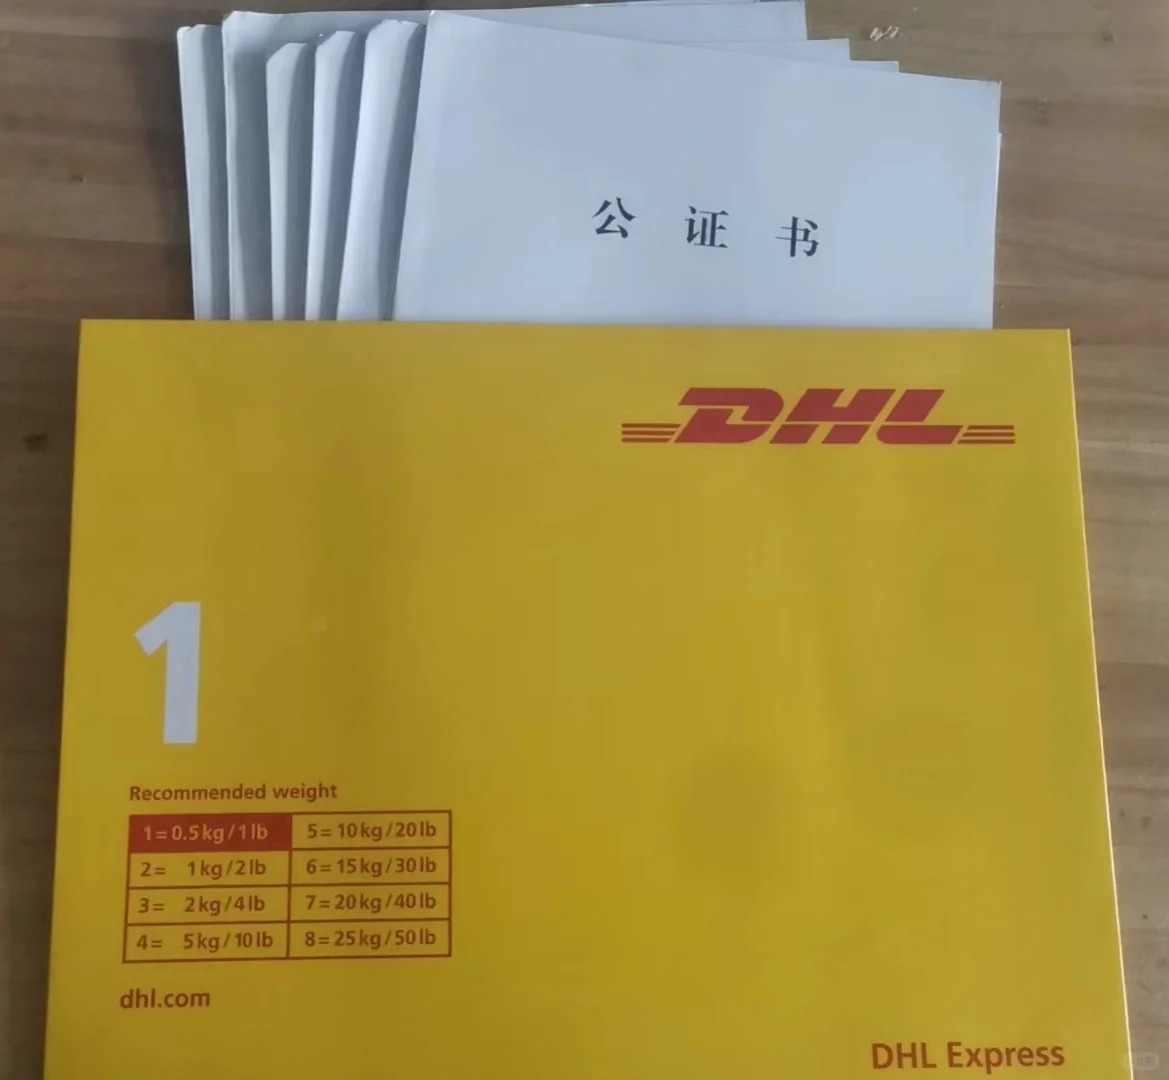 公证书
DHL
1
Recommended weight
1=0.5kg/1lb 5=10kg/20lb
2= 1kg/2lb 6=15kg/30lb
3= 2kg/4lb 7=20kg/40lb
4= 5kg/10lb 8=25kg/50lb
dhl.com
DHL Express